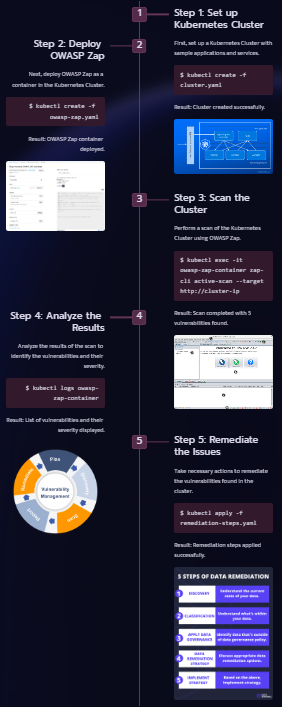 1
Step 1: Set up
Kubernetes Cluster
First, set up a Kubernetes Cluster with
sample applications and services.
$ kubectl create -f
cluster.yaml
Result: Cluster created successfully.
2
Step 2: Deploy
OWASP Zap
Next, deploy OWASP Zap as a
container in the Kubernetes Cluster.
$ kubectl create -f
owasp-zap.yaml
Result: OWASP Zap container
deployed.
3
Step 3: Scan the
Cluster
Perform a scan of the Kubernetes
Cluster using OWASP Zap.
$ kubectl exec -it
owasp-zap-container zap-
cli active-scan --target
http://cluster-ip
Result: Scan completed with 5
vulnerabilities found.
4
Step 4: Analyze the
Results
Analyze the results of the scan to
identify the vulnerabilities and their
severity.
$ kubectl logs owasp-
zap-container
Result: List of vulnerabilities and their
severity displayed.
Vulnerability
Management
5
Step 5: Remediate
the Issues
Take necessary actions to remediate
the vulnerabilities found in the
cluster.
$ kubectl apply -f
remediation-steps.yaml
Result: Remediation steps applied
successfully.
5 STEPS OF DATA REMEDIATION
1 DISCOVERY Understand the current
state of your data.
2 CLASSIFICATION Understand what's within
your data.
3 APPLY DATA
GOVERNANCE Identify data that's outside
of data governance policy.
4 DATA
REMEDIATION
STRATEGY Discuss appropriate data
remediation options.
5 IMPLEMENT
STRATEGY Based on the above,
implement strategy.